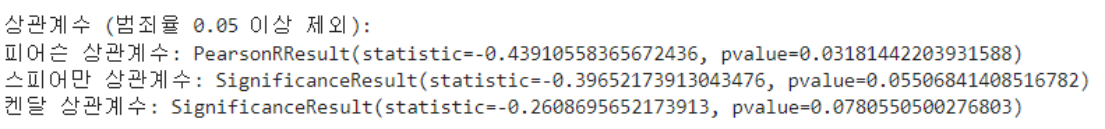 상관계수 (범죄율 0.05 이상 제외):
피어슨 상관계수: PearsonRResult(statistic=-0.43910558365672436, pvalue=0.03181442203931588)
스피어만 상관계수: SignificanceResult(statistic=-0.39652173913043476, pvalue=0.05506841408516782)
켄달 상관계수: SignificanceResult(statistic=-0.2608695652173913, pvalue=0.0780550500276803)